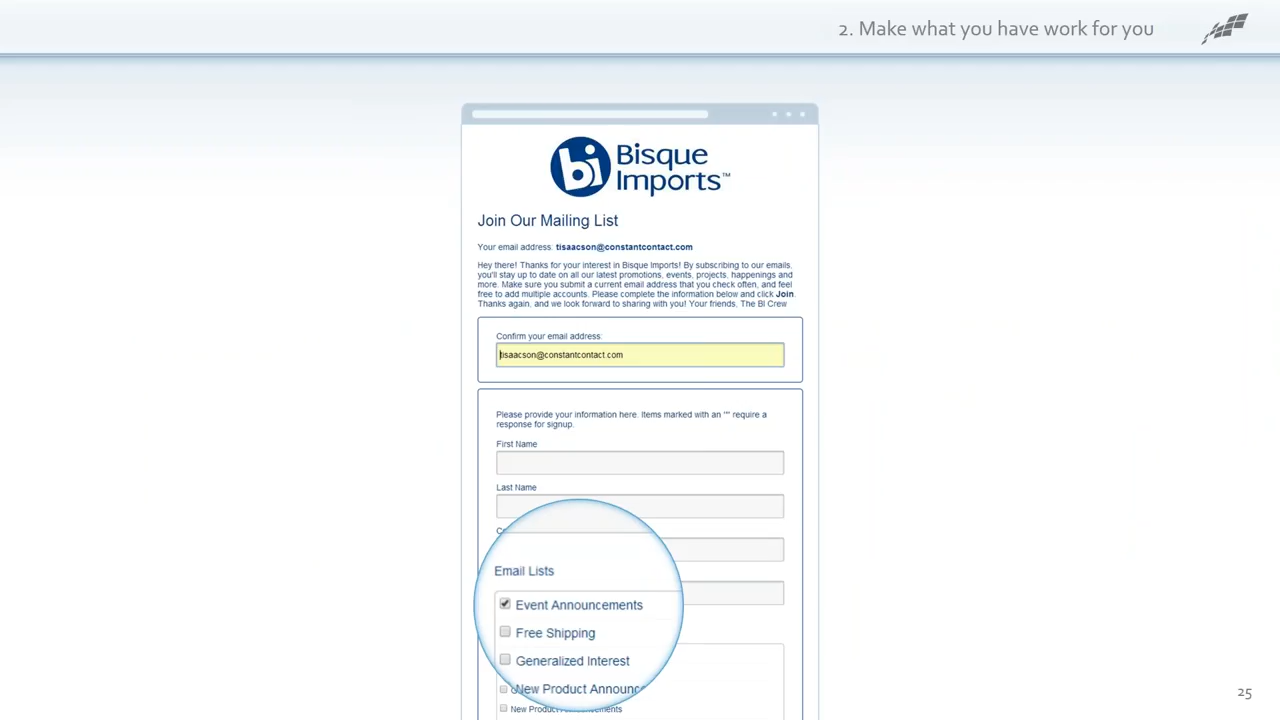 2. Make what you have work for you
bi Bisque
Imports™
Join Our Mailing List
Your email address: tisaacson@constantcontact.com
Hey there! Thanks for your interest in Bisque Imports! By subscribing to our emails,
you'll stay up to date on all our latest promotions, events, projects, happenings and
more. Make sure you submit a current email address that you check often, and feel
free to add multiple accounts. Please complete the information below and click Join.
Thanks again, and we look forward to sharing with you! Your friends, The BI Crew
Confirm your email address:
tisaacson@constantcontact.com
Please provide your information here. Items marked with an '*' require a
response for signup.
First Name
Last Name
Email Lists
Event Announcements
Free Shipping
Generalized Interest
New Product Announc
New Product Announcements
25